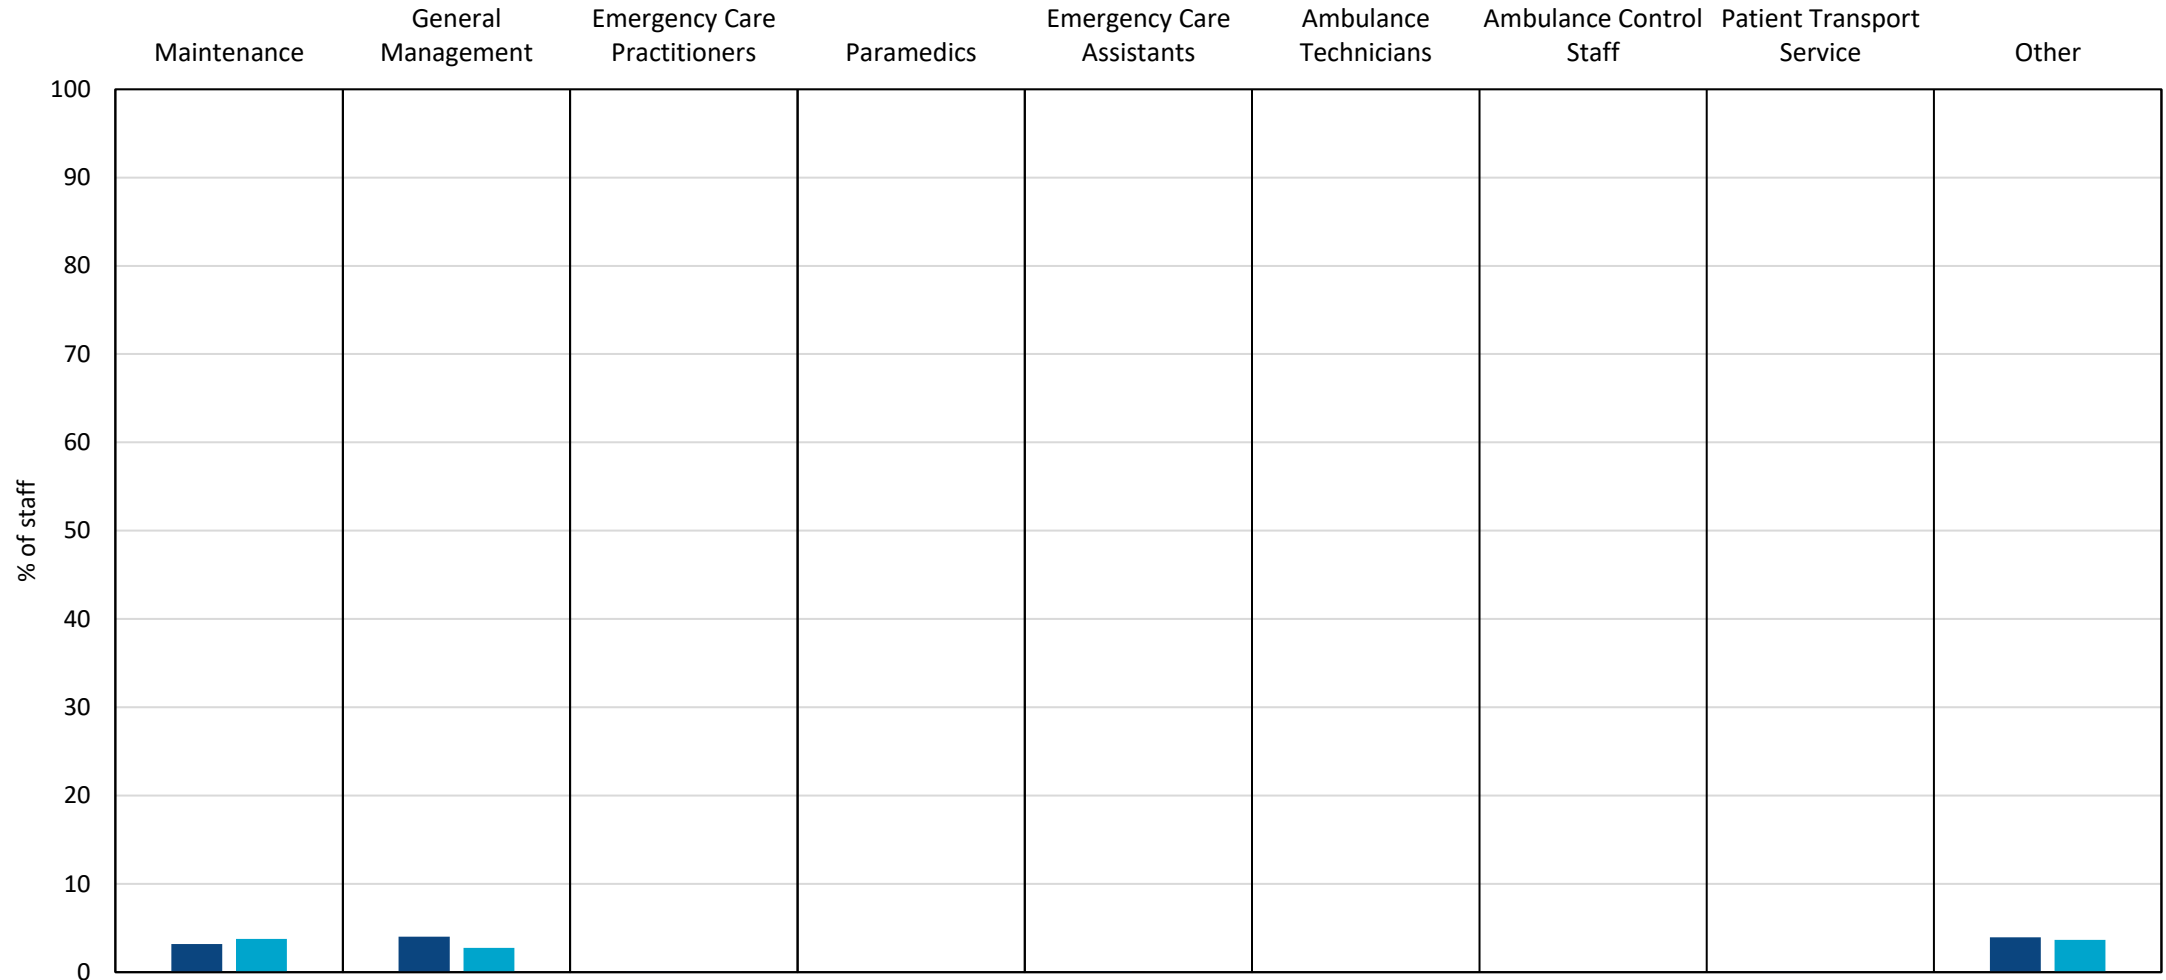 Maintenance
General
Management
Emergency Care
Practitioners
Paramedics
Emergency Care
Assistants
Ambulance
Technicians
Ambulance Control
Staff
Patient Transport
Service
Other
% of staff
100
90
80
70
60
50
40
30
20
10
0